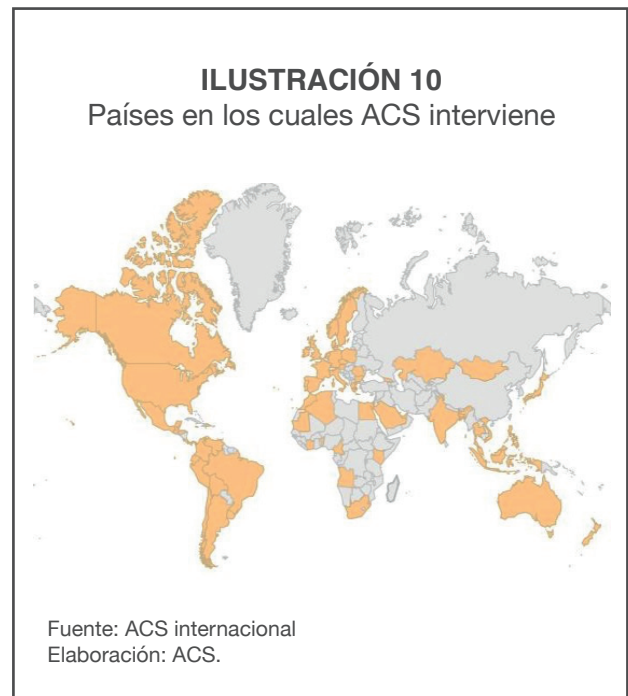 ILUSTRACIÓN 10
Países en los cuales ACS interviene
Fuente: ACS internacional
Elaboración: ACS.